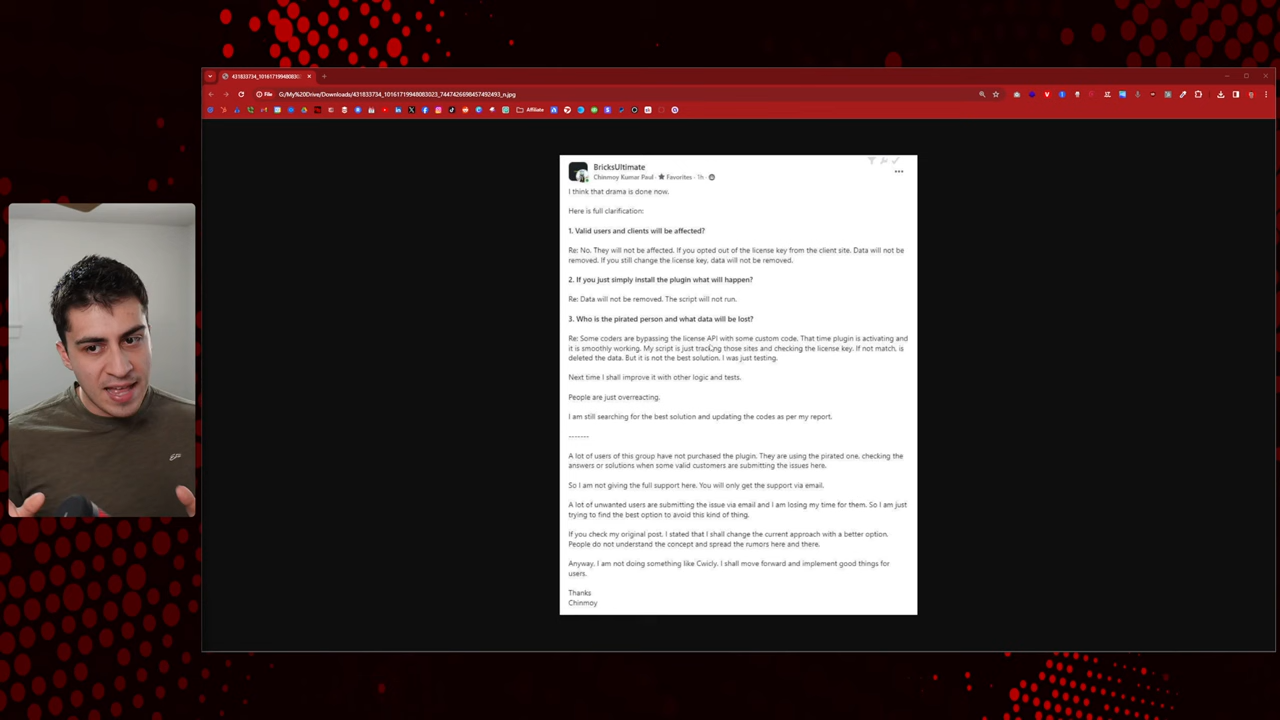 431833734_10161719948083023
File
G:/My%20Drive/Downloads/431833734_10161719948083023_7447426698457492493_n.jpg
Affiliate
BricksUltimate
Chinmoy Kumar Paul · Favorites · 1h ·
I think that drama is done now.
Here is full clarification:
1. Valid users and clients will be affected?
Re: No. They will not be affected. If you opted out of the license key from the client site. Data will not be
removed. If you still change the license key, data will not be removed.
2. If you just simply install the plugin what will happen?
Re: Data will not be removed. The script will not run.
3. Who is the pirated person and what data will be lost?
Re: Some coders are bypassing the license API with some custom code. That time plugin is activating and
it is smoothly working. My script is just tracking those sites and checking the license key. If not match, is
deleted the data. But it is not the best solution. I was just testing.
Next time I shall improve it with other logic and tests.
People are just overreacting.
I am still searching for the best solution and updating the codes as per my report.
-------
A lot of users of this group have not purchased the plugin. They are using the pirated one, checking the
answers or solutions when some valid customers are submitting the issues here.
So I am not giving the full support here. You will only get the support via email.
A lot of unwanted users are submitting the issue via email and I am losing my time for them. So I am just
trying to find the best option to avoid this kind of thing.
If you check my original post, I stated that I shall change the current approach with a better option.
People do not understand the concept and spread the rumors here and there.
Anyway. I am not doing something like Cwicly. I shall move forward and implement good things for
users.
Thanks
Chinmoy